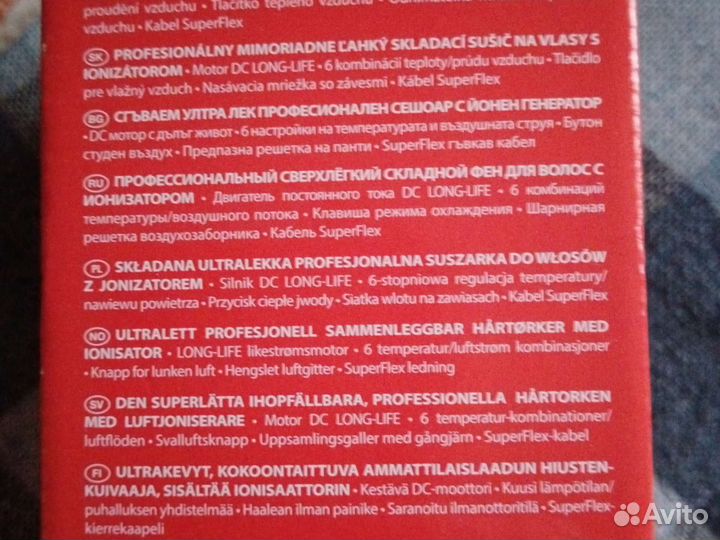 proudění vzduchu • Tlačítko teplého vzduchu •
vzduchu • Kabel SuperFlex
SK PROFESIONÁLNY MIMORIADNE ĽAHKÝ SKLADACÍ SUŠIČ NA VLASY S
IONIZÁTOROM • Motor DC LONG-LIFE • 6 kombinácií teploty/prúdu vzduchu • Tlačidlo
pre vlažný vzduch • Nasávacia mriežka so závesmi • Kábel SuperFlex
BG СГЪВАЕМ УЛТРА ЛЕК ПРОФЕСИОНАЛЕН СЕШОАР С ЙОНЕН ГЕНЕРАТОР
• DC мотор с дълъг живот • 6 настройки на температурата и въздушната струя • Бутон
студен въздух • Предпазна решетка на панти • SuperFlex гъвкав кабел
RU ПРОФЕССИОНАЛЬНЫЙ СВЕРХЛЁГКИЙ СКЛАДНОЙ ФЕН ДЛЯ ВОЛОС С
ИОНИЗАТОРОМ • Двигатель постоянного тока DC LONG-LIFE • 6 комбинаций
температуры/воздушного потока • Клавиша режима охлаждения • Шарнирная
решетка воздухозаборника • Кабель SuperFlex
PL SKŁADANA ULTRALEKKA PROFESJONALNA SUSZARKA DO WŁOSÓW
Z JONIZATOREM • Silnik DC LONG-LIFE • 6-stopniowa regulacja temperatury/
nawiewu powietrza • Przycisk ciepłe jwody • Siatka wlotu na zawiasach • Kabel SuperFlex
NO ULTRALETT PROFESJONELL SAMMENLEGGBAR HÅRTØRKER MED
IONISATOR • LONG-LIFE likestrømsmotor • 6 temperatur/luftstrøm kombinasjoner
• Knapp for lunken luft • Hengslet luftgitter • SuperFlex ledning
SV DEN SUPERLÄTTA IHOPFÄLLBARA, PROFESSIONELLA HÅRTORKEN
MED LUFTJONISERARE • Motor DC LONG-LIFE • 6 temperatur-kombinationer/
luftflöden • Svalluftsknapp • Uppsamlingsgaller med gångjärn • SuperFlex-kabel
FI ULTRAKEVYT, KOKOONTAITTUVA AMMATTILAISLAADUN HIUSTEN-
KUIVAAJA, SISÄLTÄÄ IONISAATTORIN • Kestävä DC-moottori • Kuusi lämpötilan/
puhalluksen yhdistelmää • Haalean ilman painike • Saranoitu ilmanottoritilä • SuperFlex-
kierrekaapeli
Avito